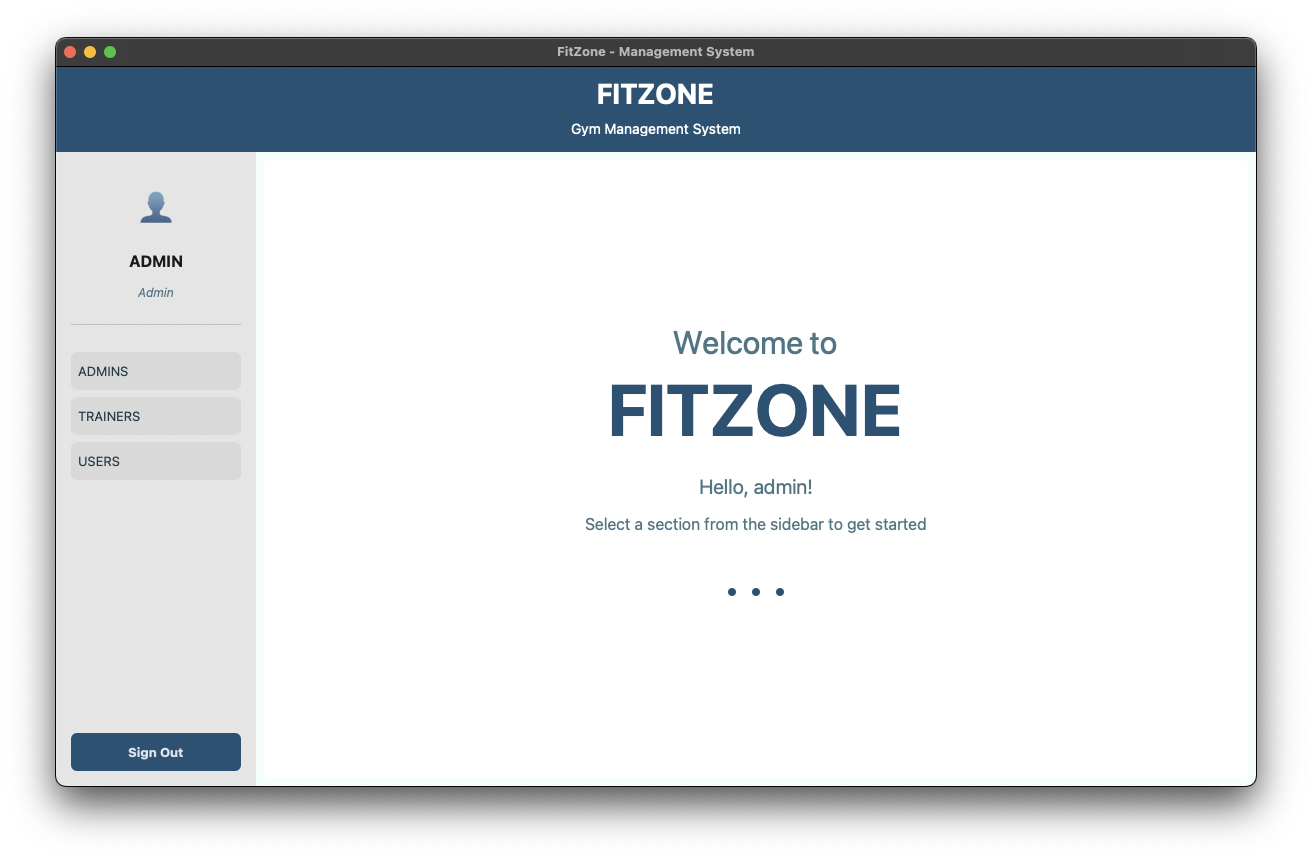 FitZone - Management System
FITZONE
Gym Management System
ADMIN
Admin
ADMINS
TRAINERS
USERS
Sign Out
Welcome to
FITZONE
Hello, admin!
Select a section from the sidebar to get started